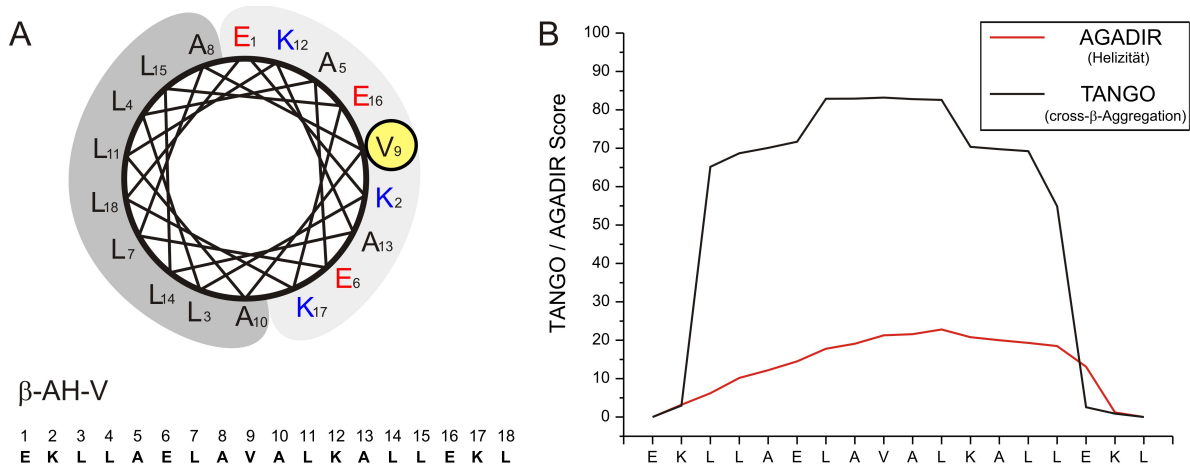 A
E1
K12
A5
E16
V9
K2
A13
E6
K17
A10
L3
L14
L7
L18
L11
L4
L15
A8
β-AH-V
1 2 3 4 5 6 7 8 9 10 11 12 13 14 15 16 17 18
E K L L A E L A V A L K A L L E K L
B
TANGO / AGADIR Score
100
90
80
70
60
50
40
30
20
10
0
E K L L A E L A V A L K A L L E K L
AGADIR
(Helizität)
TANGO
(cross-β-Aggregation)